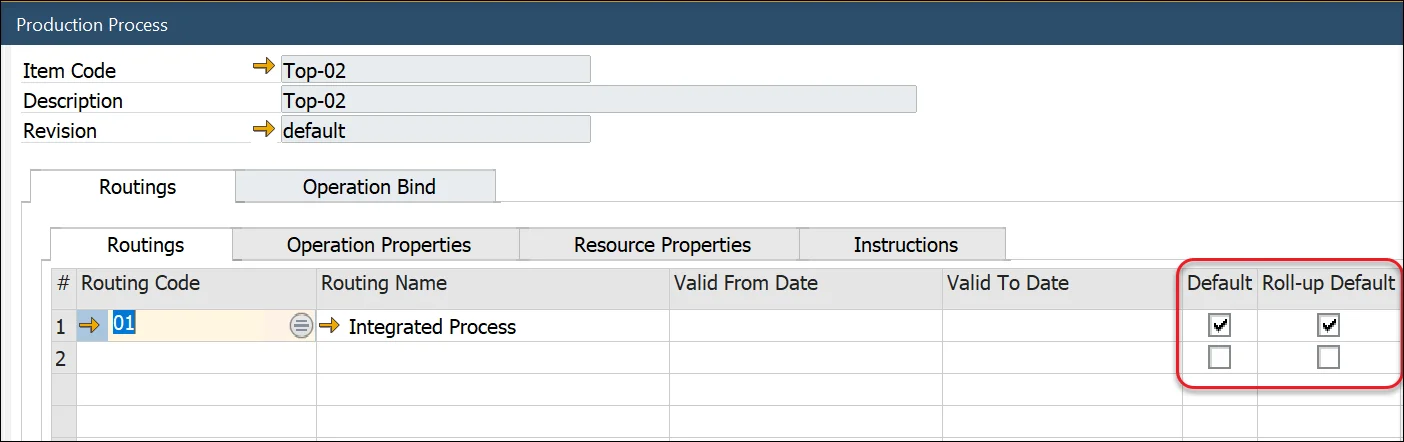 Production Process
Item Code Top-02
Description Top-02
Revision default
Routings Operation Bind
Routings Operation Properties Resource Properties Instructions
# Routing Code Routing Name Valid From Date Valid To Date Default Roll-up Default
1 01 Integrated Process
2